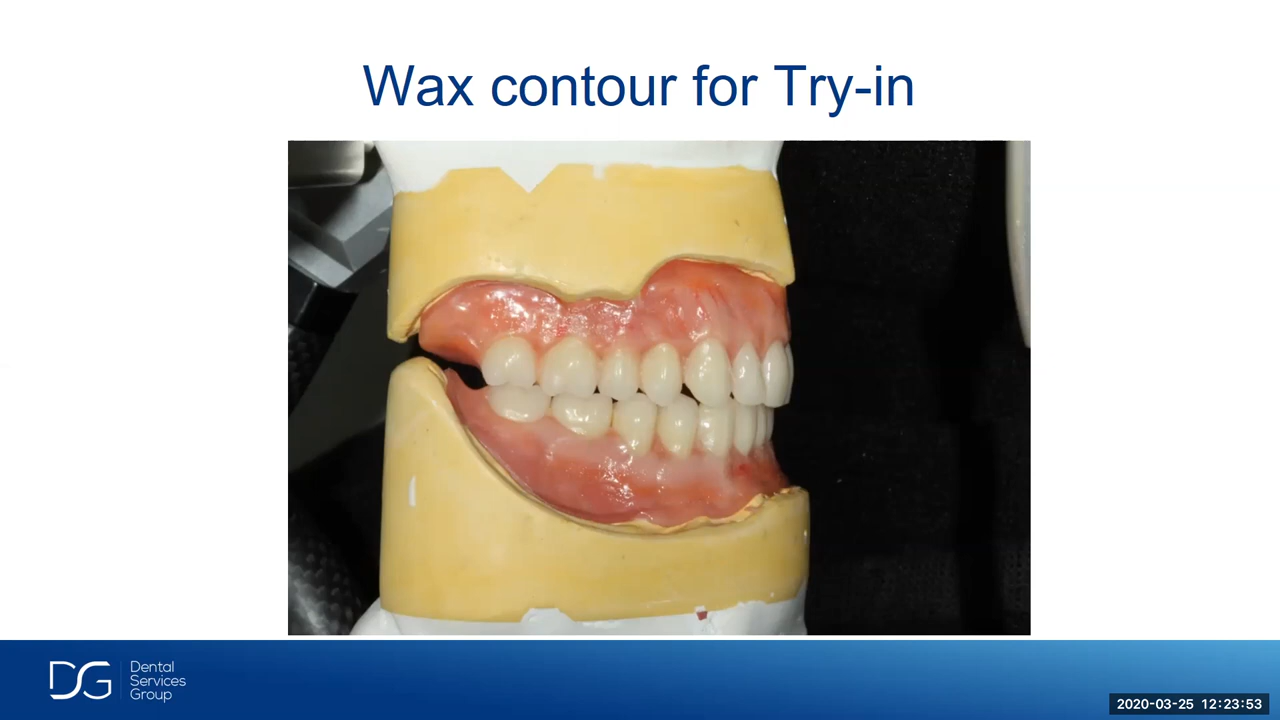 Wax contour for Try-in
DG
Dental
Services
Group
2020-03-25 12:23:53